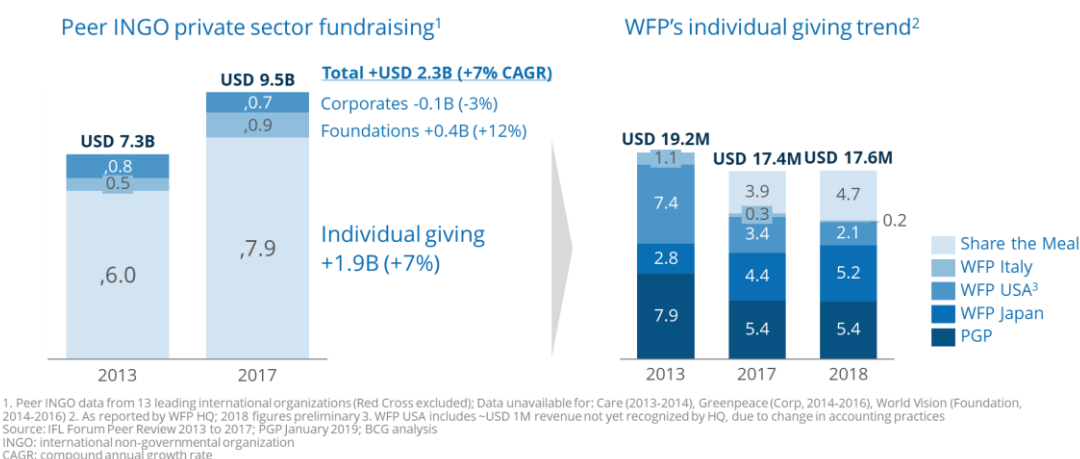 Peer INGO private sector fundraising1
USD 7.3B
,0.8
0.5
,6.0
2013
USD 9.5B
,0.7
,0.9
,7.9
2017
Total +USD 2.3B (+7% CAGR)
Corporates -0.1B (-3%)
Foundations +0.4B (+12%)
Individual giving
+1.9B (+7%)
WFP's individual giving trend2
USD 19.2M
1.1
7.4
2.8
7.9
2013
USD 17.4M
3.9
0.3
3.4
4.4
5.4
2017
USD 17.6M
4.7
0.2
2.1
5.2
5.4
2018
Share the Meal
WFP Italy
WFP USA3
WFP Japan
PGP
1. Peer INGO data from 13 leading international organizations (Red Cross excluded); Data unavailable for: Care (2013-2014), Greenpeace (Corp, 2014-2016), World Vision (Foundation,
2014-2016) 2. As reported by WFP HQ; 2018 figures preliminary 3. WFP USA includes ~USD 1M revenue not yet recognized by HQ, due to change in accounting practices
Source: IFL Forum Peer Review 2013 to 2017; PGP January 2019; BCG analysis
INGO: international non-governmental organization
CAGR: compound annual growth rate